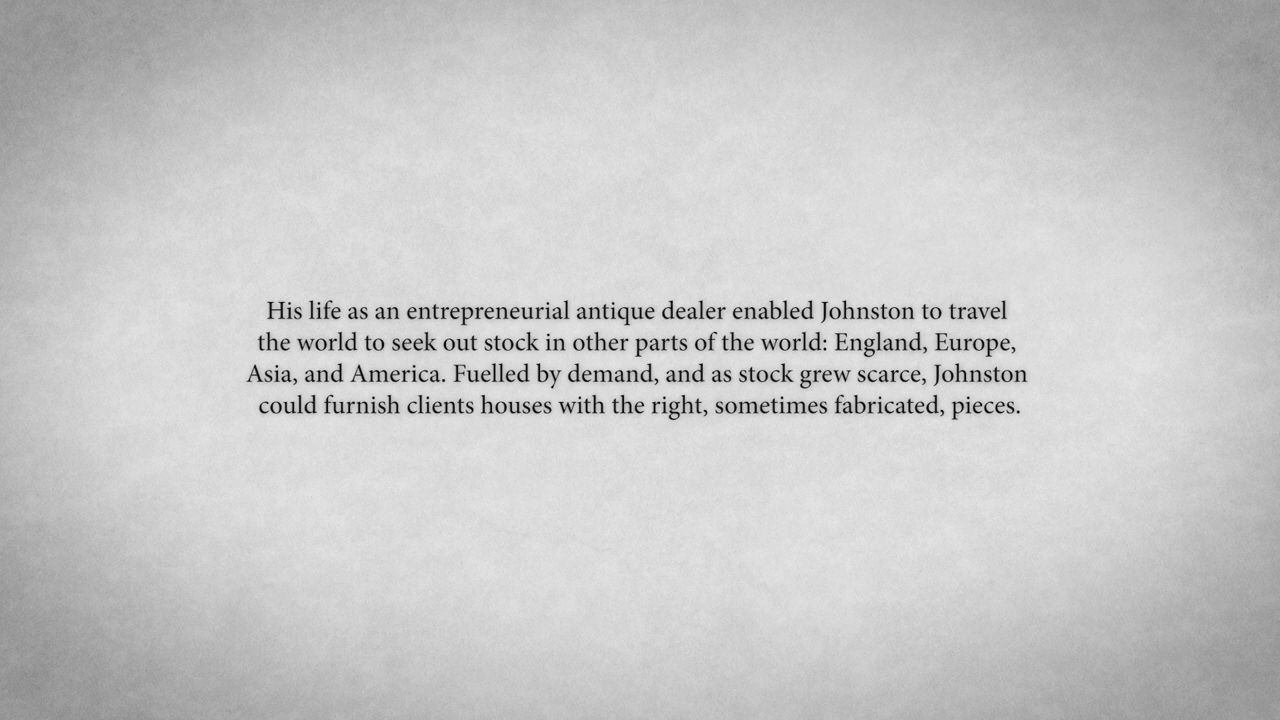 His life as an entrepreneurial antique dealer enabled Johnston to travel
the world to seek out stock in other parts of the world: England, Europe,
Asia, and America. Fuelled by demand, and as stock grew scarce, Johnston
could furnish clients houses with the right, sometimes fabricated, pieces.